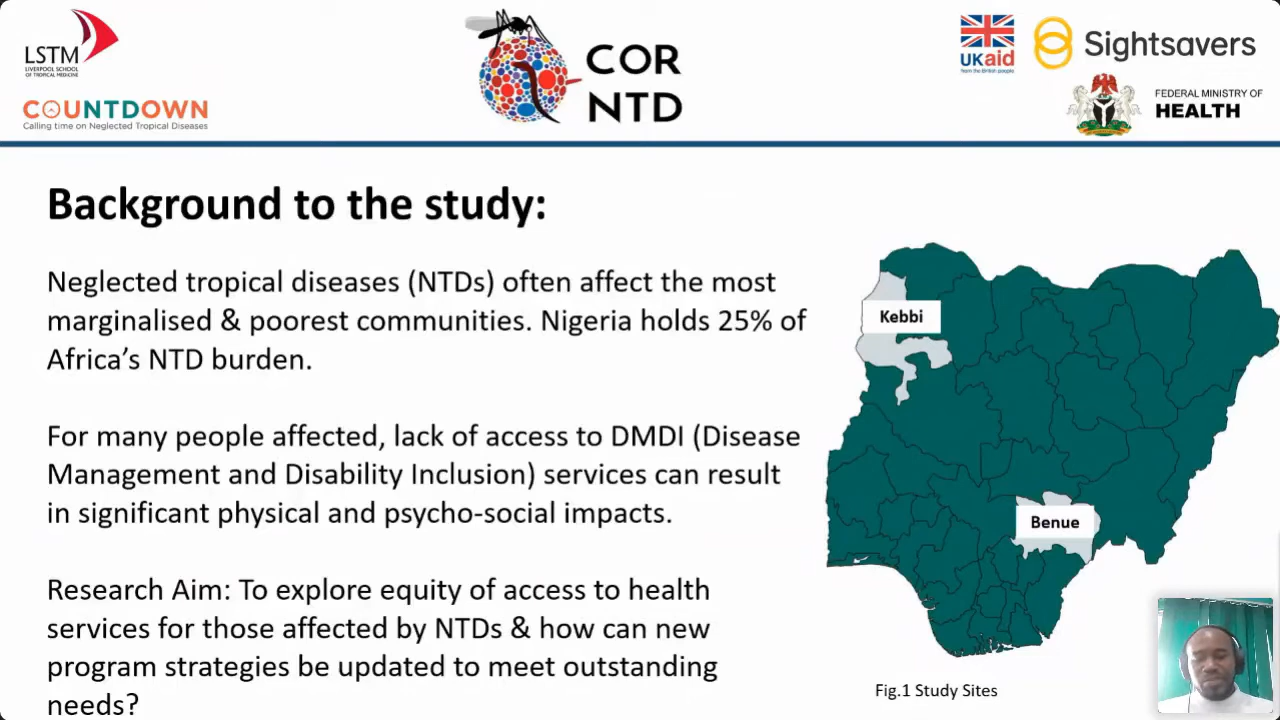 LSTM
LIVERPOOL SCHOOL
OF TROPICAL MEDICINE
COUNTDOWN
Calling time on Neglected Tropical Diseases
COR
NTD
UKaid
from the British people
Sightsavers
FEDERAL MINISTRY OF
HEALTH
Background to the study:
Neglected tropical diseases (NTDs) often affect the most
marginalised & poorest communities. Nigeria holds 25% of
Africa’s NTD burden.
For many people affected, lack of access to DMDI (Disease
Management and Disability Inclusion) services can result
in significant physical and psycho-social impacts.
Research Aim: To explore equity of access to health
services for those affected by NTDs & how can new
program strategies be updated to meet outstanding
needs?
Kebbi
Benue
Fig.1 Study Sites